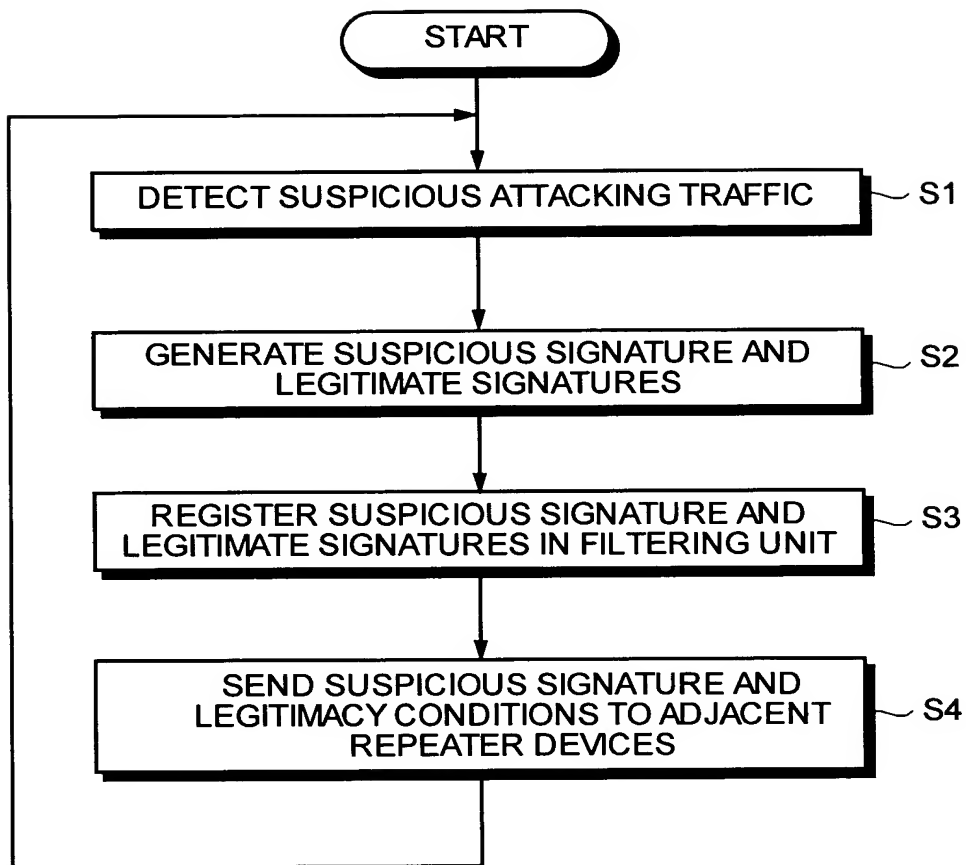 START
DETECT SUSPICIOUS ATTACKING TRAFFIC
S1
GENERATE SUSPICIOUS SIGNATURE AND
LEGITIMATE SIGNATURES
S2
REGISTER SUSPICIOUS SIGNATURE AND
LEGITIMATE SIGNATURES IN FILTERING UNIT
S3
SEND SUSPICIOUS SIGNATURE AND
LEGITIMACY CONDITIONS TO ADJACENT
REPEATER DEVICES
S4